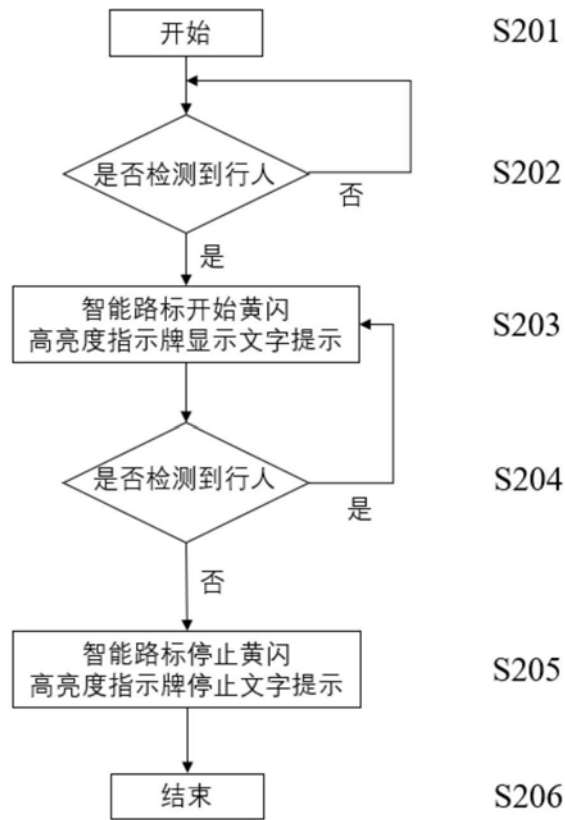 开始
S201
是否检测到行人
S202
否
是
智能路标开始黄闪
高亮度指示牌显示文字提示
S203
是否检测到行人
S204
是
否
智能路标停止黄闪
高亮度指示牌停止文字提示
S205
结束
S206